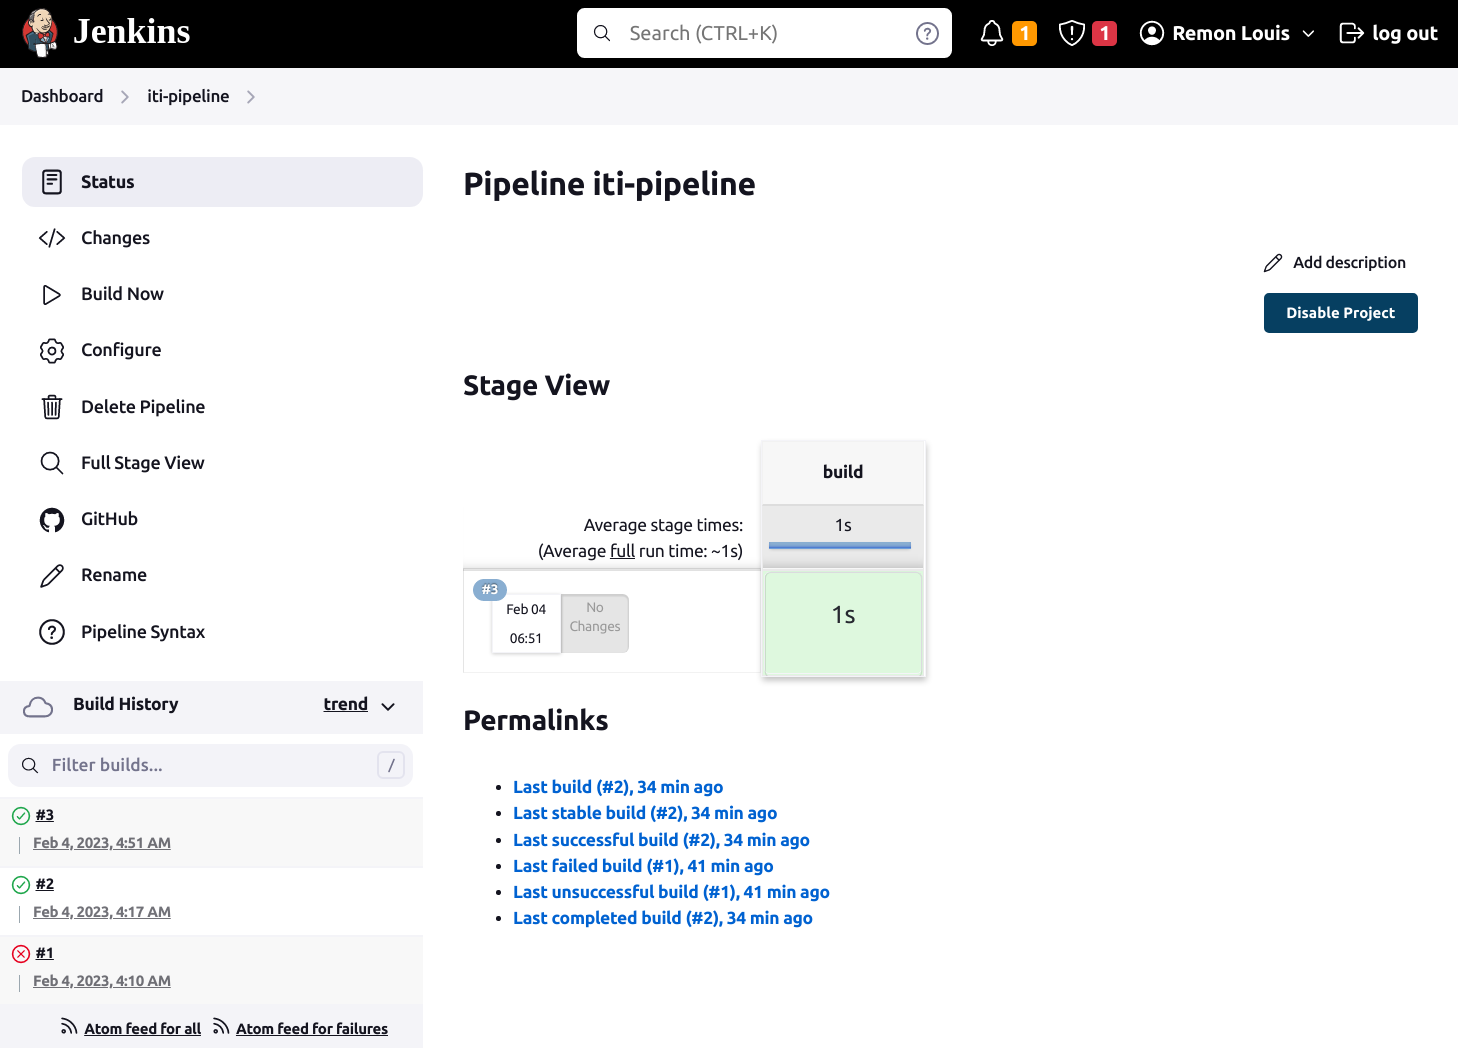 Jenkins
Search (CTRL+K)
?
1
1
Remon Louis
log out
Dashboard
iti-pipeline
Status
Changes
Build Now
Configure
Delete Pipeline
Full Stage View
GitHub
Rename
Pipeline Syntax
Build History
trend
Filter builds...
/
#3
Feb 4, 2023, 4:51 AM
#2
Feb 4, 2023, 4:17 AM
#1
Feb 4, 2023, 4:10 AM
Atom feed for all
Atom feed for failures
Pipeline iti-pipeline
Add description
Disable Project
Stage View
build
Average stage times:
(Average full run time: ~1s)
1s
#3
Feb 04
06:51
No
Changes
1s
Permalinks
Last build (#2), 34 min ago
Last stable build (#2), 34 min ago
Last successful build (#2), 34 min ago
Last failed build (#1), 41 min ago
Last unsuccessful build (#1), 41 min ago
Last completed build (#2), 34 min ago